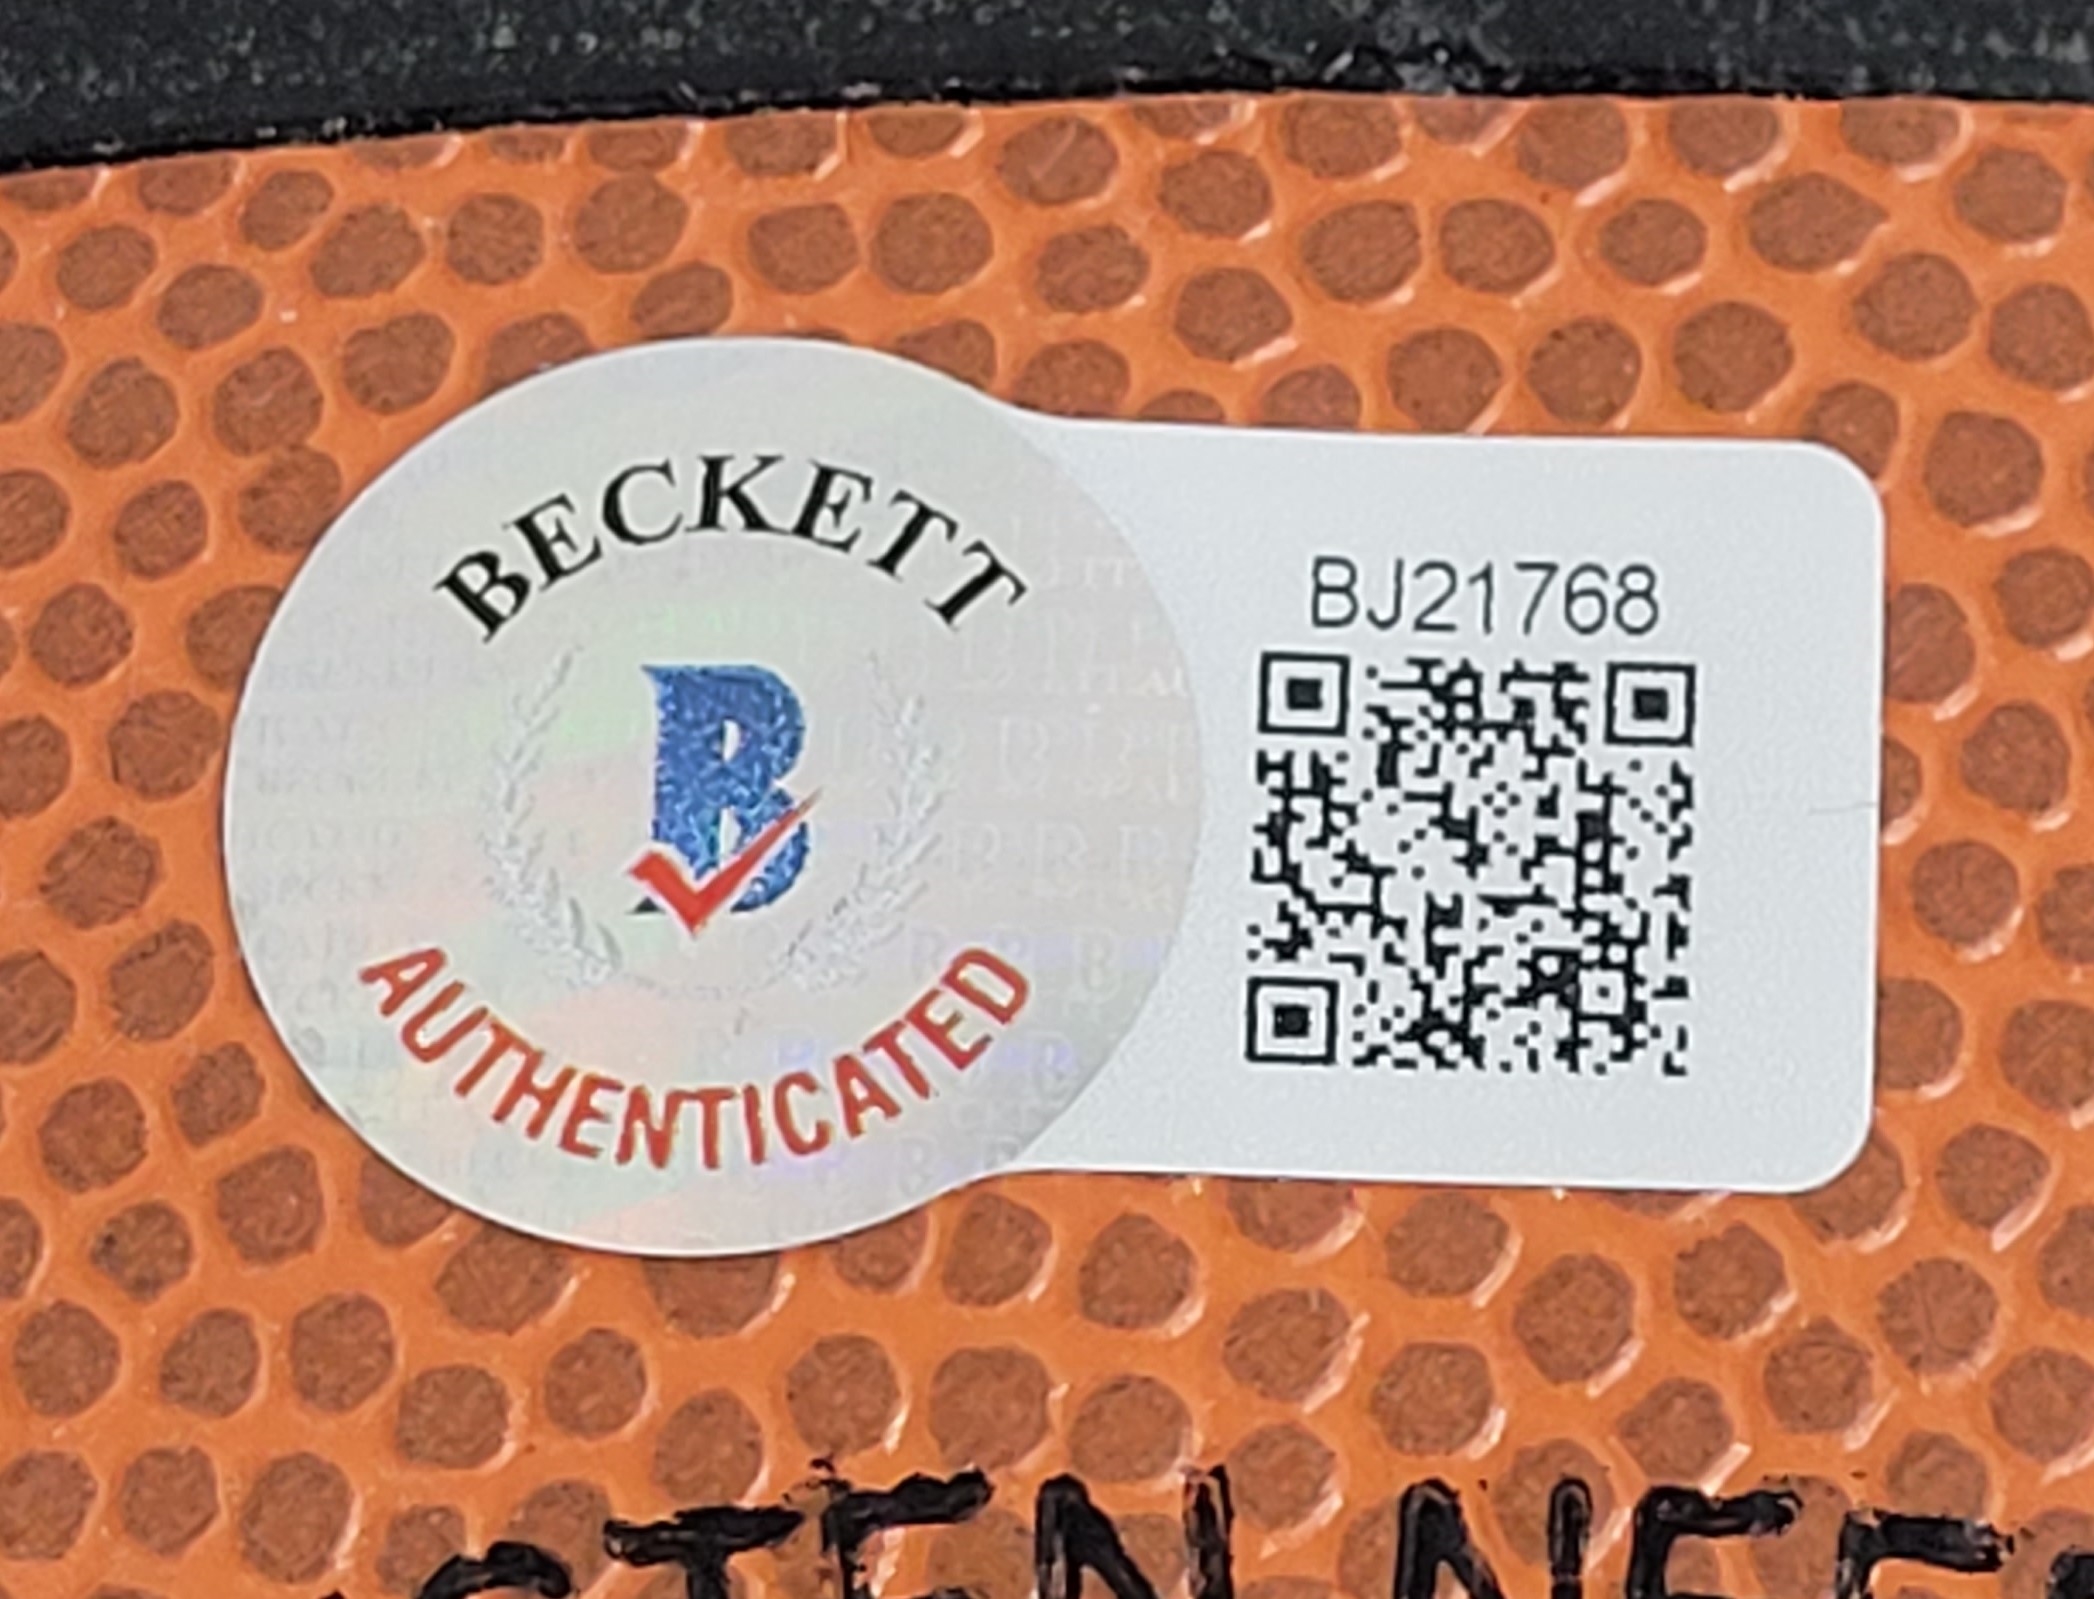 BECKETT
B
AUTHENTICATED
BJ21768